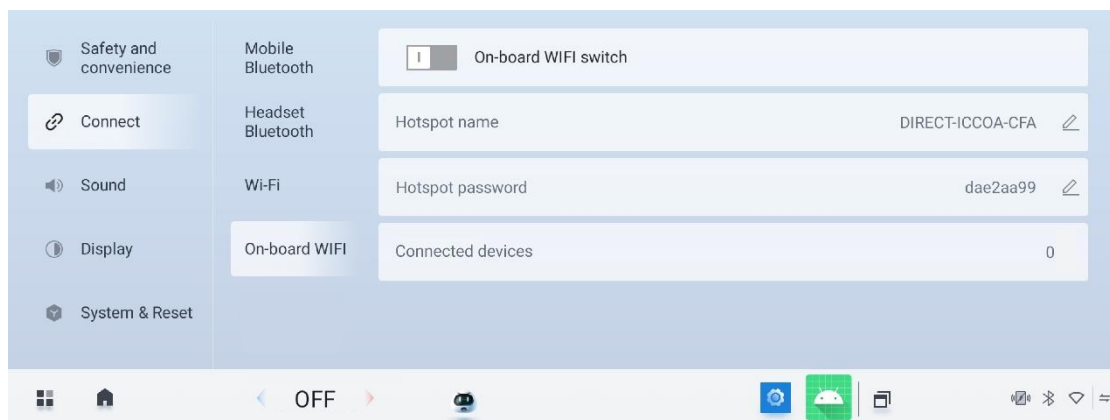 Safety and
convenience
Connect
Sound
Display
System & Reset
Mobile
Bluetooth
Headset
Bluetooth
Wi-Fi
On-board WIFI
On-board WIFI switch
Hotspot name
DIRECT-ICCOA-CFA
Hotspot password
dae2aa99
Connected devices
0
OFF